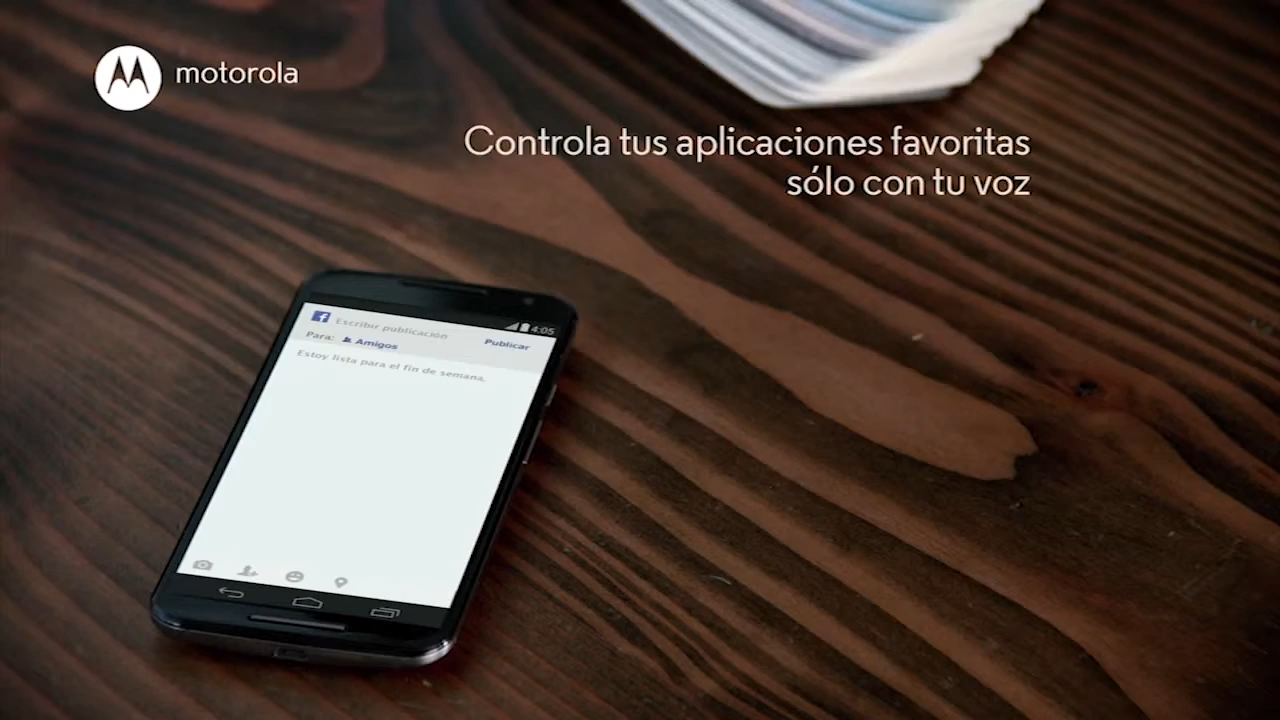 motorola
Controla tus aplicaciones favoritas
sólo con tu voz
4:05
Escribir publicación
Para: Amigos Publicar
Estoy lista para el fin de semana.